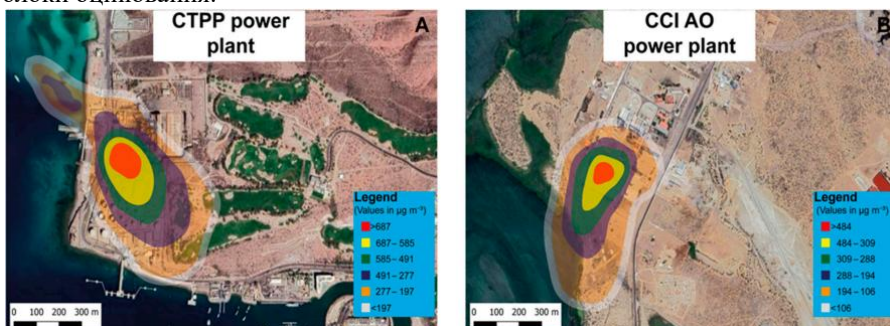 блоки оцінювання.
CTPP power
plant
A
Legend
(Values in µg m⁻³)
>687
687–585
585–491
491–277
277–197
<197
0 100 200 300 m
CCI AO
power plant
B
Legend
(Values in µg m⁻³)
>484
484–309
309–288
288–194
194–106
<106
0 100 200 300 m